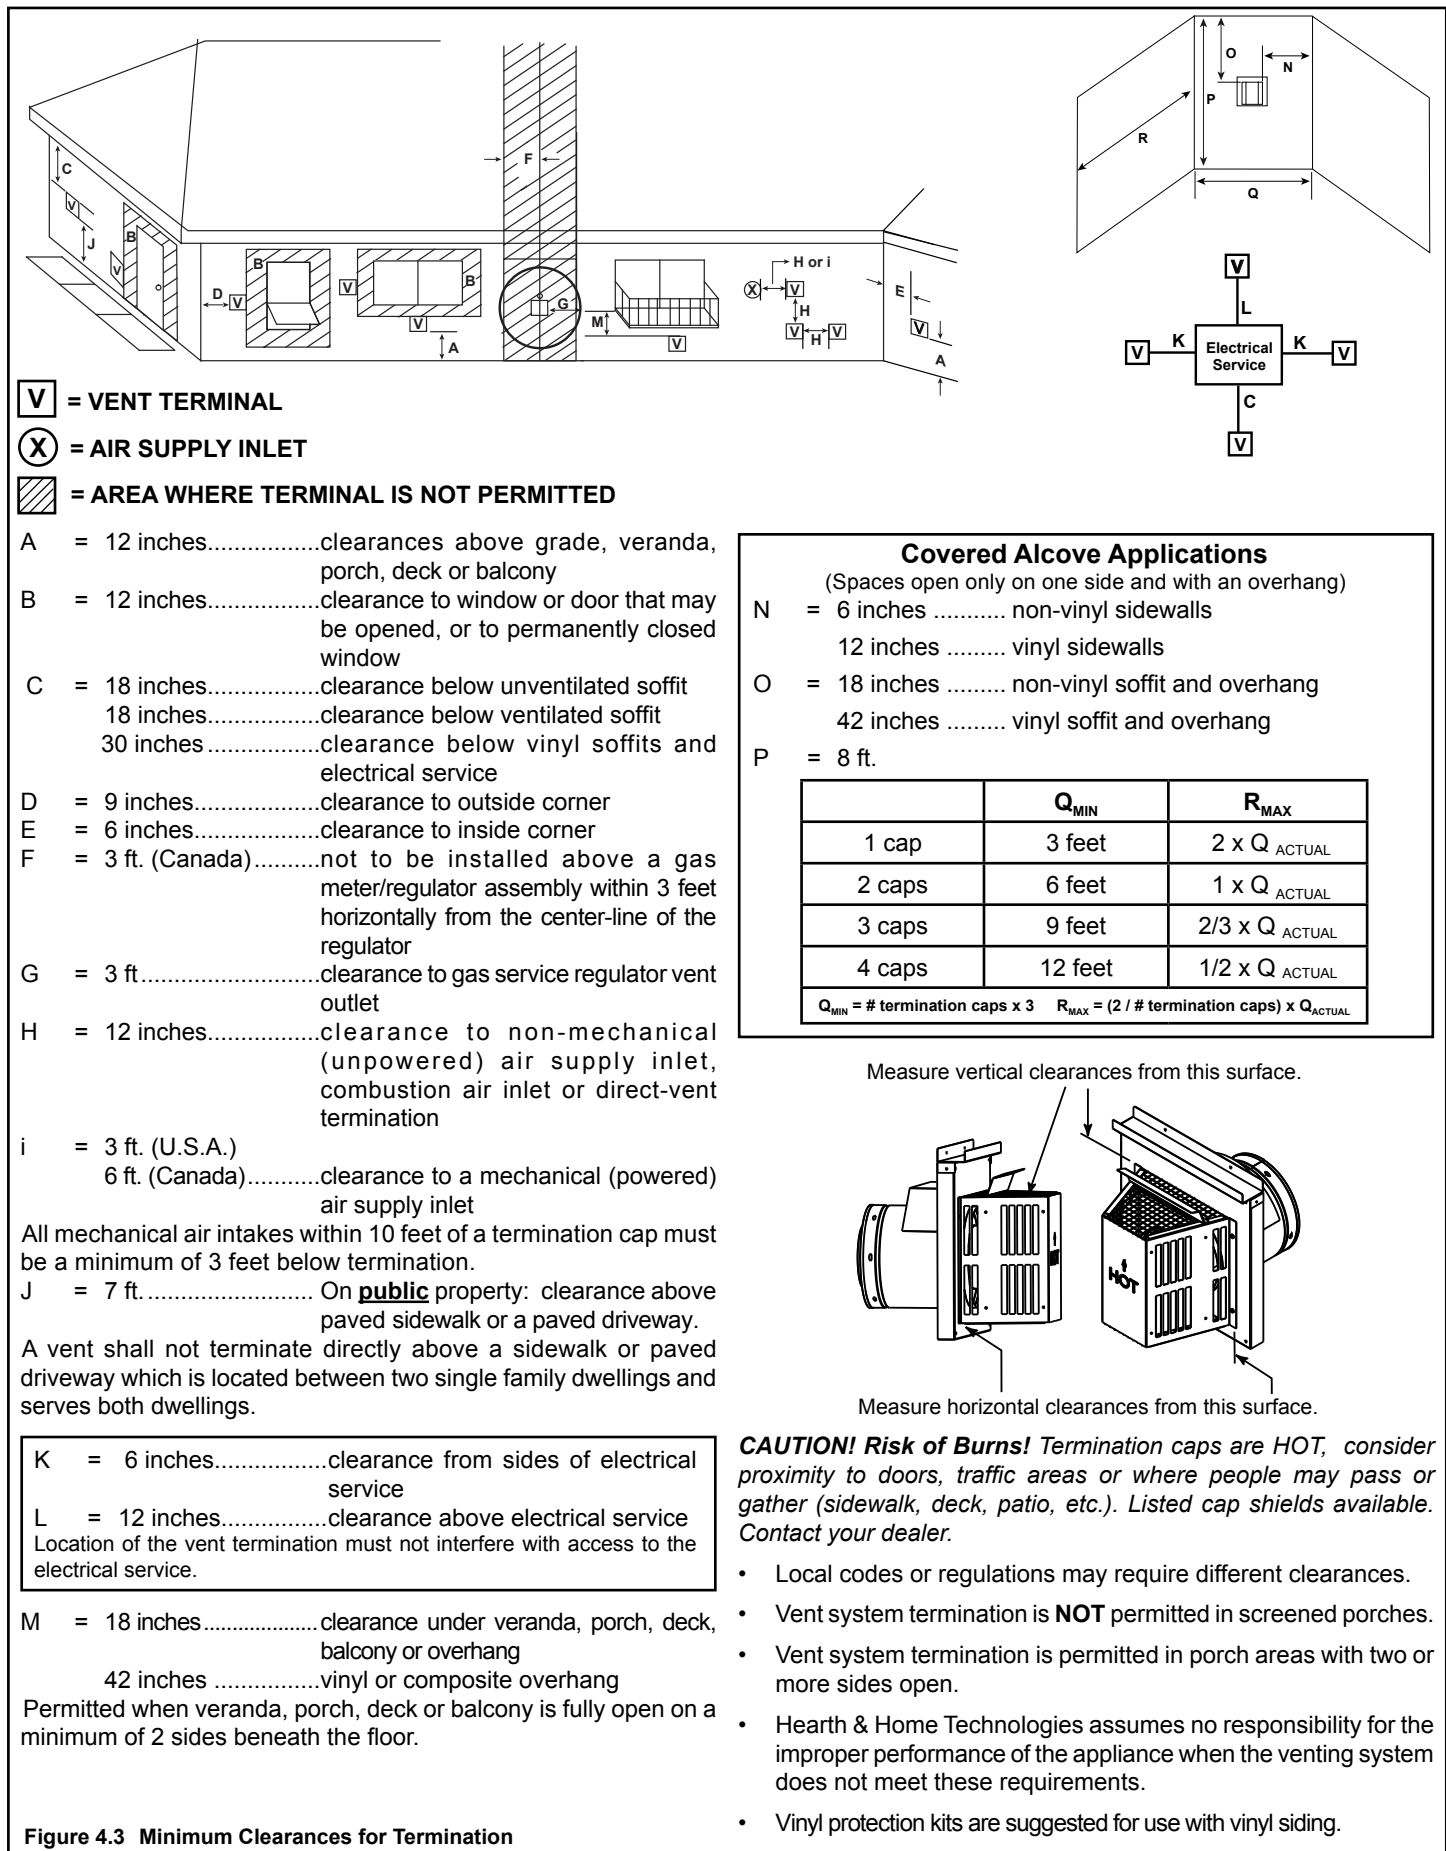 C
V
J
V
B
D
V
B
V
B
V
A
F
G
M
V
H or i
X
V
H
V
H
V
E
V
A
O
N
P
R
Q
V
L
V
K
Electrical
Service
K
V
C
V
V = VENT TERMINAL
X = AIR SUPPLY INLET
= AREA WHERE TERMINAL IS NOT PERMITTED
A = 12 inches..................clearances above grade, veranda,
porch, deck or balcony
B = 12 inches..................clearance to window or door that may
be opened, or to permanently closed
window
C = 18 inches..................clearance below unventilated soffit
18 inches..................clearance below ventilated soffit
30 inches ..................clearance below vinyl soffits and
electrical service
D = 9 inches....................clearance to outside corner
E = 6 inches....................clearance to inside corner
F = 3 ft. (Canada)..........not to be installed above a gas
meter/regulator assembly within 3 feet
horizontally from the center-line of the
regulator
G = 3 ft ............................clearance to gas service regulator vent
outlet
H = 12 inches..................clearance to non-mechanical
(unpowered) air supply inlet,
combustion air inlet or direct-vent
termination
i = 3 ft. (U.S.A.)
6 ft. (Canada)...........clearance to a mechanical (powered)
air supply inlet
All mechanical air intakes within 10 feet of a termination cap must
be a minimum of 3 feet below termination.
J = 7 ft. .......................... On public property: clearance above
paved sidewalk or a paved driveway.
A vent shall not terminate directly above a sidewalk or paved
driveway which is located between two single family dwellings and
serves both dwellings.
K = 6 inches..................clearance from sides of electrical
service
L = 12 inches.................clearance above electrical service
Location of the vent termination must not interfere with access to the
electrical service.
M = 18 inches ....................clearance under veranda, porch, deck,
balcony or overhang
42 inches .................vinyl or composite overhang
Permitted when veranda, porch, deck or balcony is fully open on a
minimum of 2 sides beneath the floor.
Figure 4.3 Minimum Clearances for Termination
Covered Alcove Applications
(Spaces open only on one side and with an overhang)
N = 6 inches ........... non-vinyl sidewalls
12 inches ......... vinyl sidewalls
O = 18 inches ......... non-vinyl soffit and overhang
42 inches ......... vinyl soffit and overhang
P = 8 ft.
QMIN RMAX
1 cap 3 feet 2 x Q ACTUAL
2 caps 6 feet 1 x Q ACTUAL
3 caps 9 feet 2/3 x Q ACTUAL
4 caps 12 feet 1/2 x Q ACTUAL
QMIN = # termination caps x 3 RMAX = (2 / # termination caps) x QACTUAL
Measure vertical clearances from this surface.
HOT
Measure horizontal clearances from this surface.
CAUTION! Risk of Burns! Termination caps are HOT, consider
proximity to doors, traffic areas or where people may pass or
gather (sidewalk, deck, patio, etc.). Listed cap shields available.
Contact your dealer.
• Local codes or regulations may require different clearances.
• Vent system termination is NOT permitted in screened porches.
• Vent system termination is permitted in porch areas with two or
more sides open.
• Hearth & Home Technologies assumes no responsibility for the
improper performance of the appliance when the venting system
does not meet these requirements.
• Vinyl protection kits are suggested for use with vinyl siding.